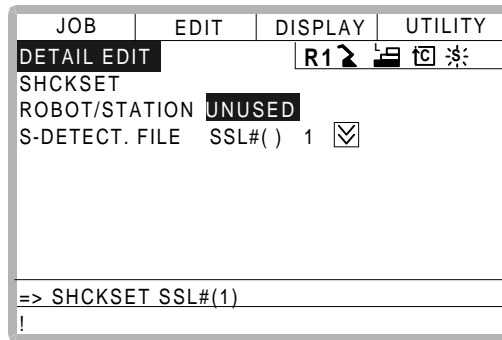 JOB EDIT DISPLAY UTILITY
DETAIL EDIT R1 L C S
SHCKSET
ROBOT/STATION UNUSED
S-DETECT. FILE SSL#( ) 1
=> SHCKSET SSL#(1)
!